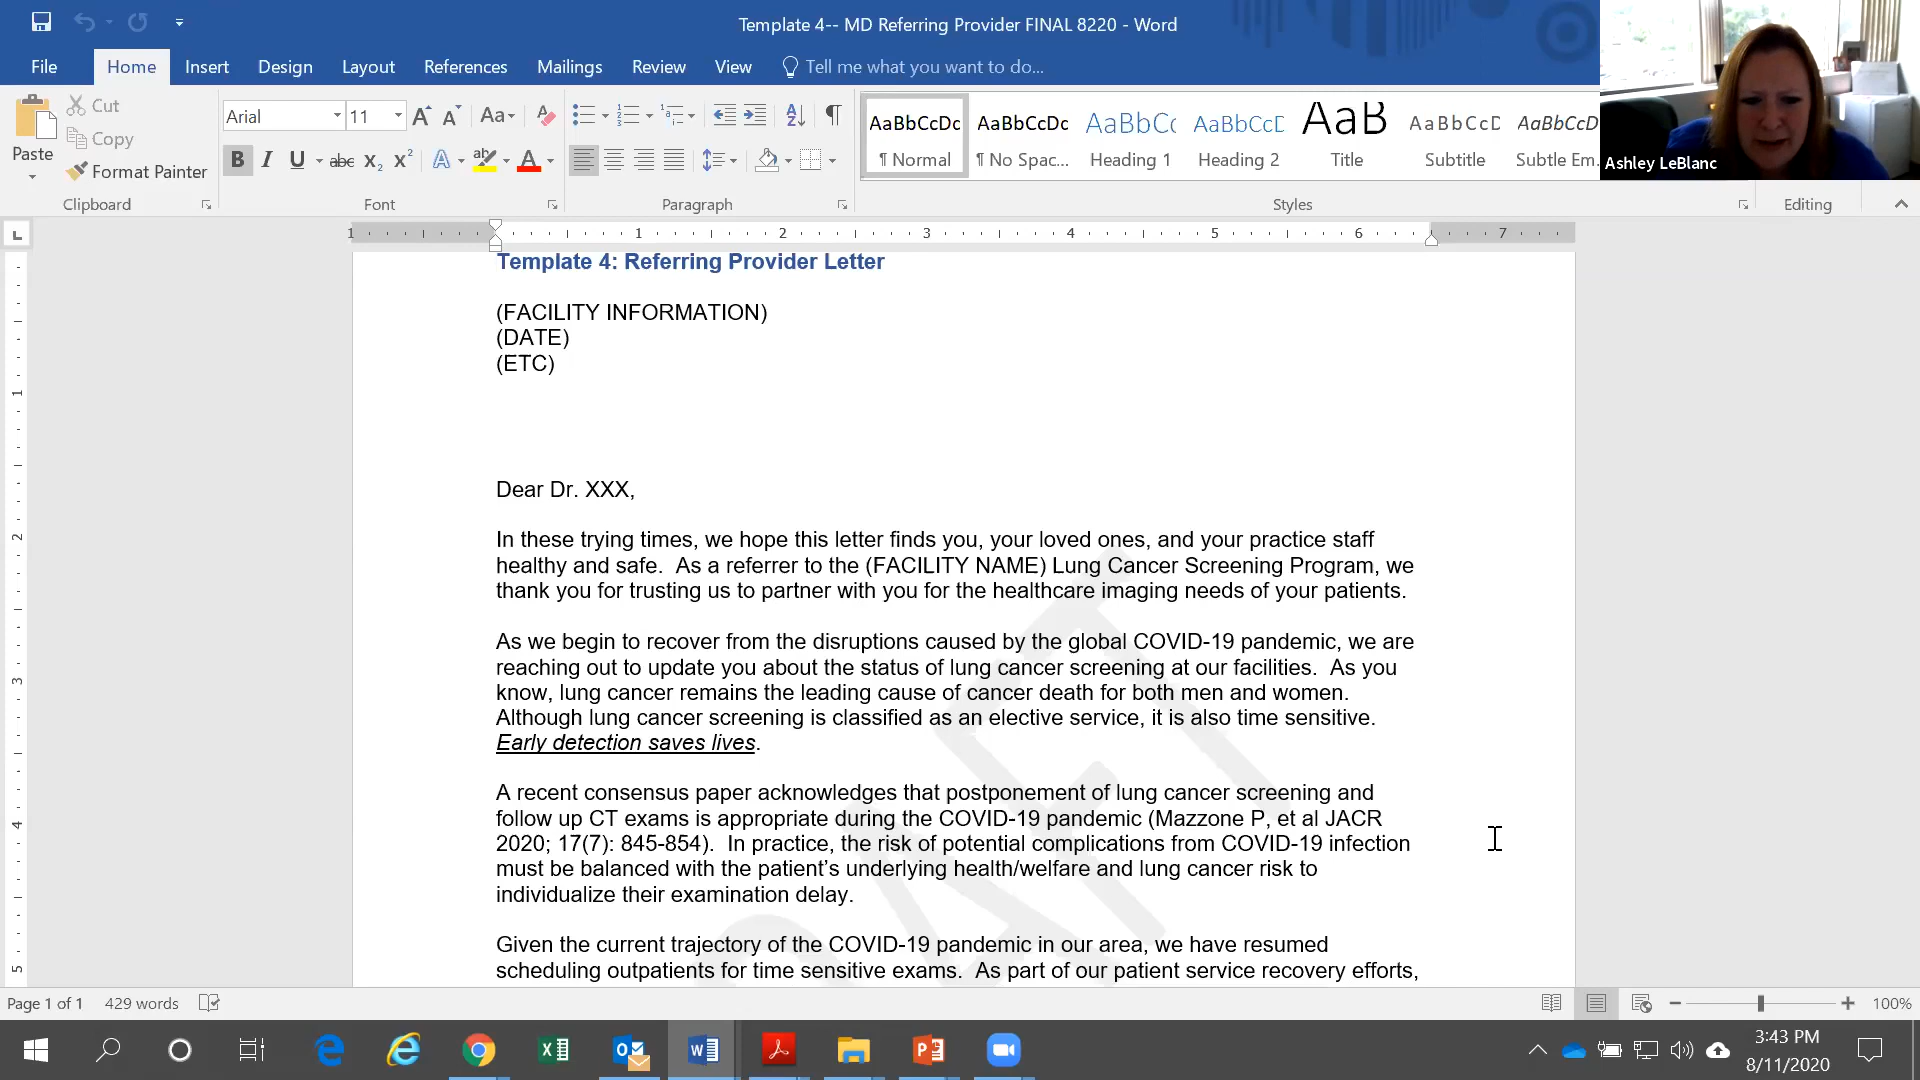 Template 4-- MD Referring Provider FINAL 8220 - Word
File Home Insert Design Layout References Mailings Review View Tell me what you want to do...
Ashley LeBlanc
Paste
Cut
Copy
Format Painter
Clipboard
Arial 11
Font
Paragraph
AaBbCcDc AaBbCcDc AaBbCc AaBbCcD AaB AaBbCcD AaBbCcD
¶ Normal ¶ No Spac... Heading 1 Heading 2 Title Subtitle Subtle Em...
Styles
Editing
1 1 2 3 4 5 6 7
Template 4: Referring Provider Letter
(FACILITY INFORMATION)
(DATE)
(ETC)
Dear Dr. XXX,
In these trying times, we hope this letter finds you, your loved ones, and your practice staff
healthy and safe.  As a referrer to the (FACILITY NAME) Lung Cancer Screening Program, we
thank you for trusting us to partner with you for the healthcare imaging needs of your patients.
As we begin to recover from the disruptions caused by the global COVID-19 pandemic, we are
reaching out to update you about the status of lung cancer screening at our facilities.  As you
know, lung cancer remains the leading cause of cancer death for both men and women.
Although lung cancer screening is classified as an elective service, it is also time sensitive.
Early detection saves lives.
A recent consensus paper acknowledges that postponement of lung cancer screening and
follow up CT exams is appropriate during the COVID-19 pandemic (Mazzone P, et al JACR
2020; 17(7): 845-854).  In practice, the risk of potential complications from COVID-19 infection
must be balanced with the patient's underlying health/welfare and lung cancer risk to
individualize their examination delay.
Given the current trajectory of the COVID-19 pandemic in our area, we have resumed
scheduling outpatients for time sensitive exams.  As part of our patient service recovery efforts,
DRAFT
1
2
3
4
5
Page 1 of 1 429 words
100%
3:43 PM
8/11/2020